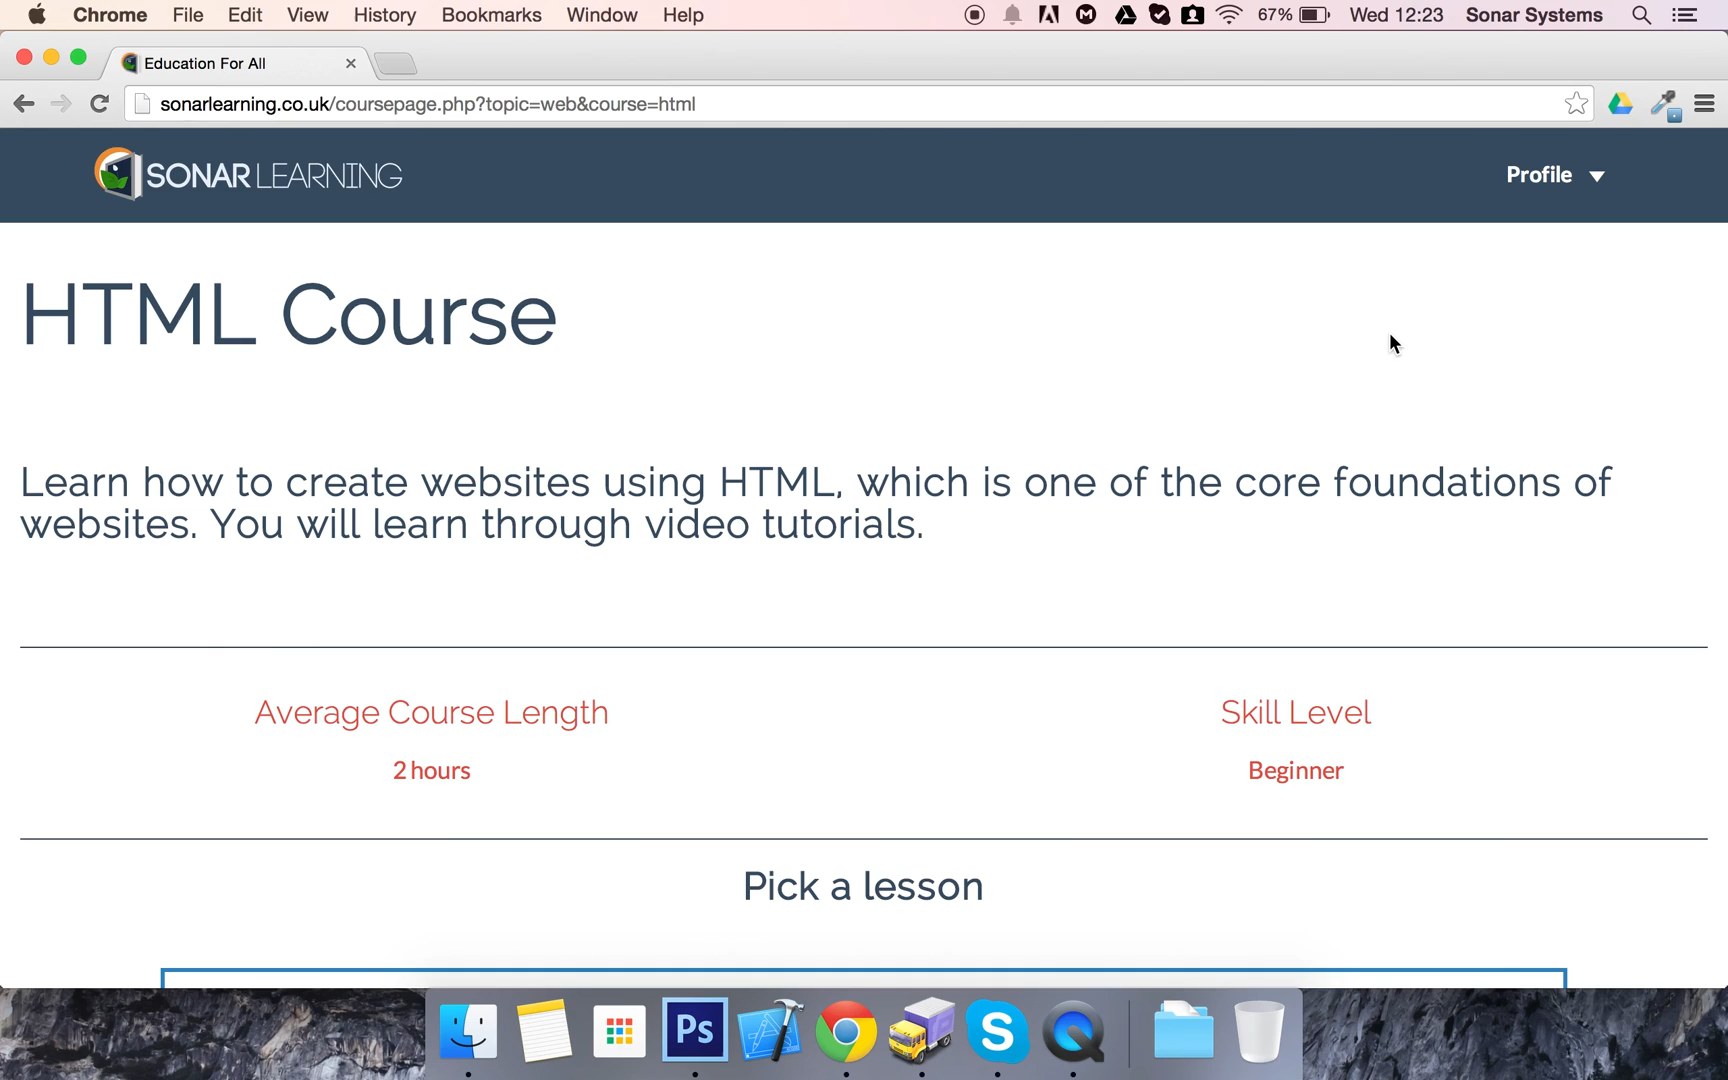 Chrome File Edit View History Bookmarks Window Help 67% Wed 12:23 Sonar Systems
Education For All
sonarlearning.co.uk/coursepage.php?topic=web&course=html
SONAR LEARNING
Profile
HTML Course
Learn how to create websites using HTML, which is one of the core foundations of
websites. You will learn through video tutorials.
Average Course Length Skill Level
2 hours Beginner
Pick a lesson
Ps
S